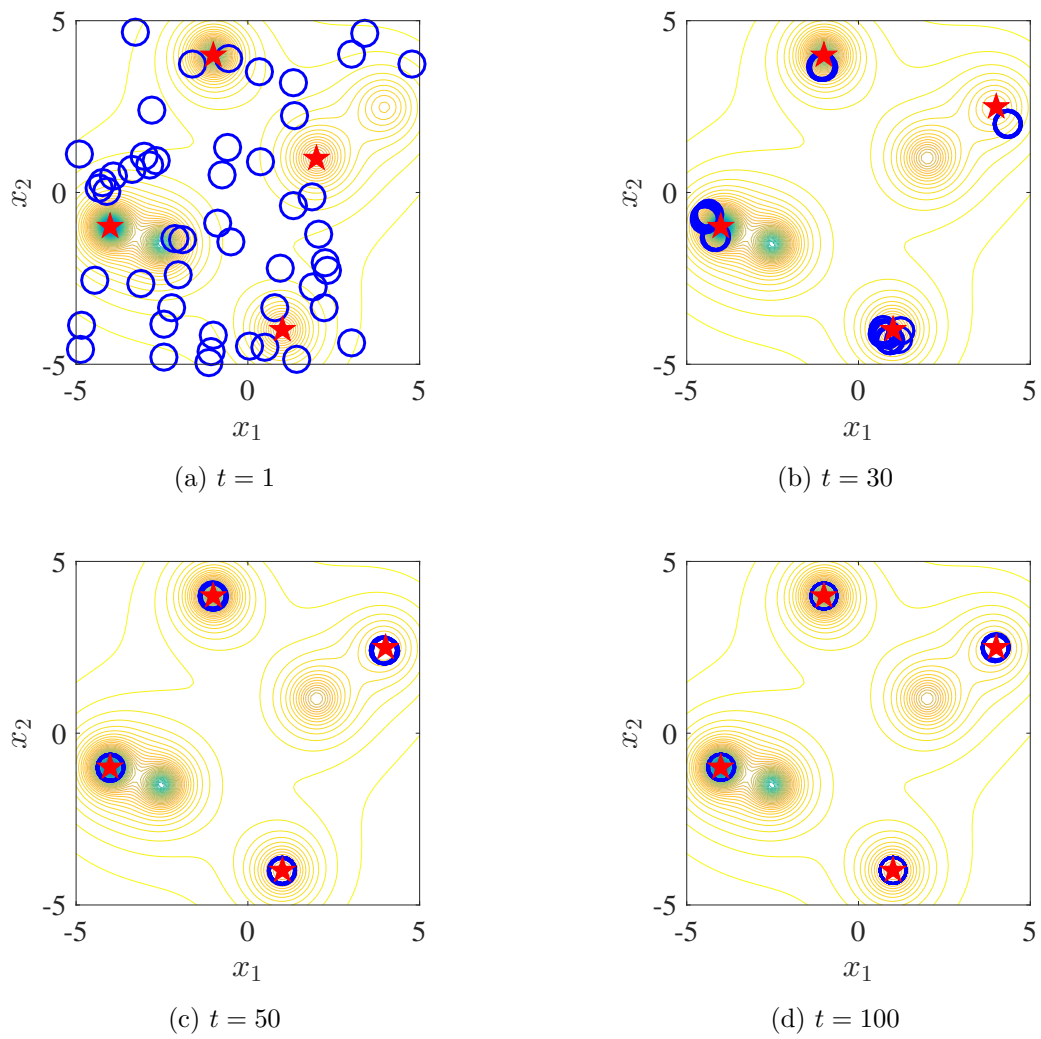 5
0
-5
-5 0 5
x₂
x₁
(a) t = 1
5
0
-5
-5 0 5
x₂
x₁
(b) t = 30
5
0
-5
-5 0 5
x₂
x₁
(c) t = 50
5
0
-5
-5 0 5
x₂
x₁
(d) t = 100